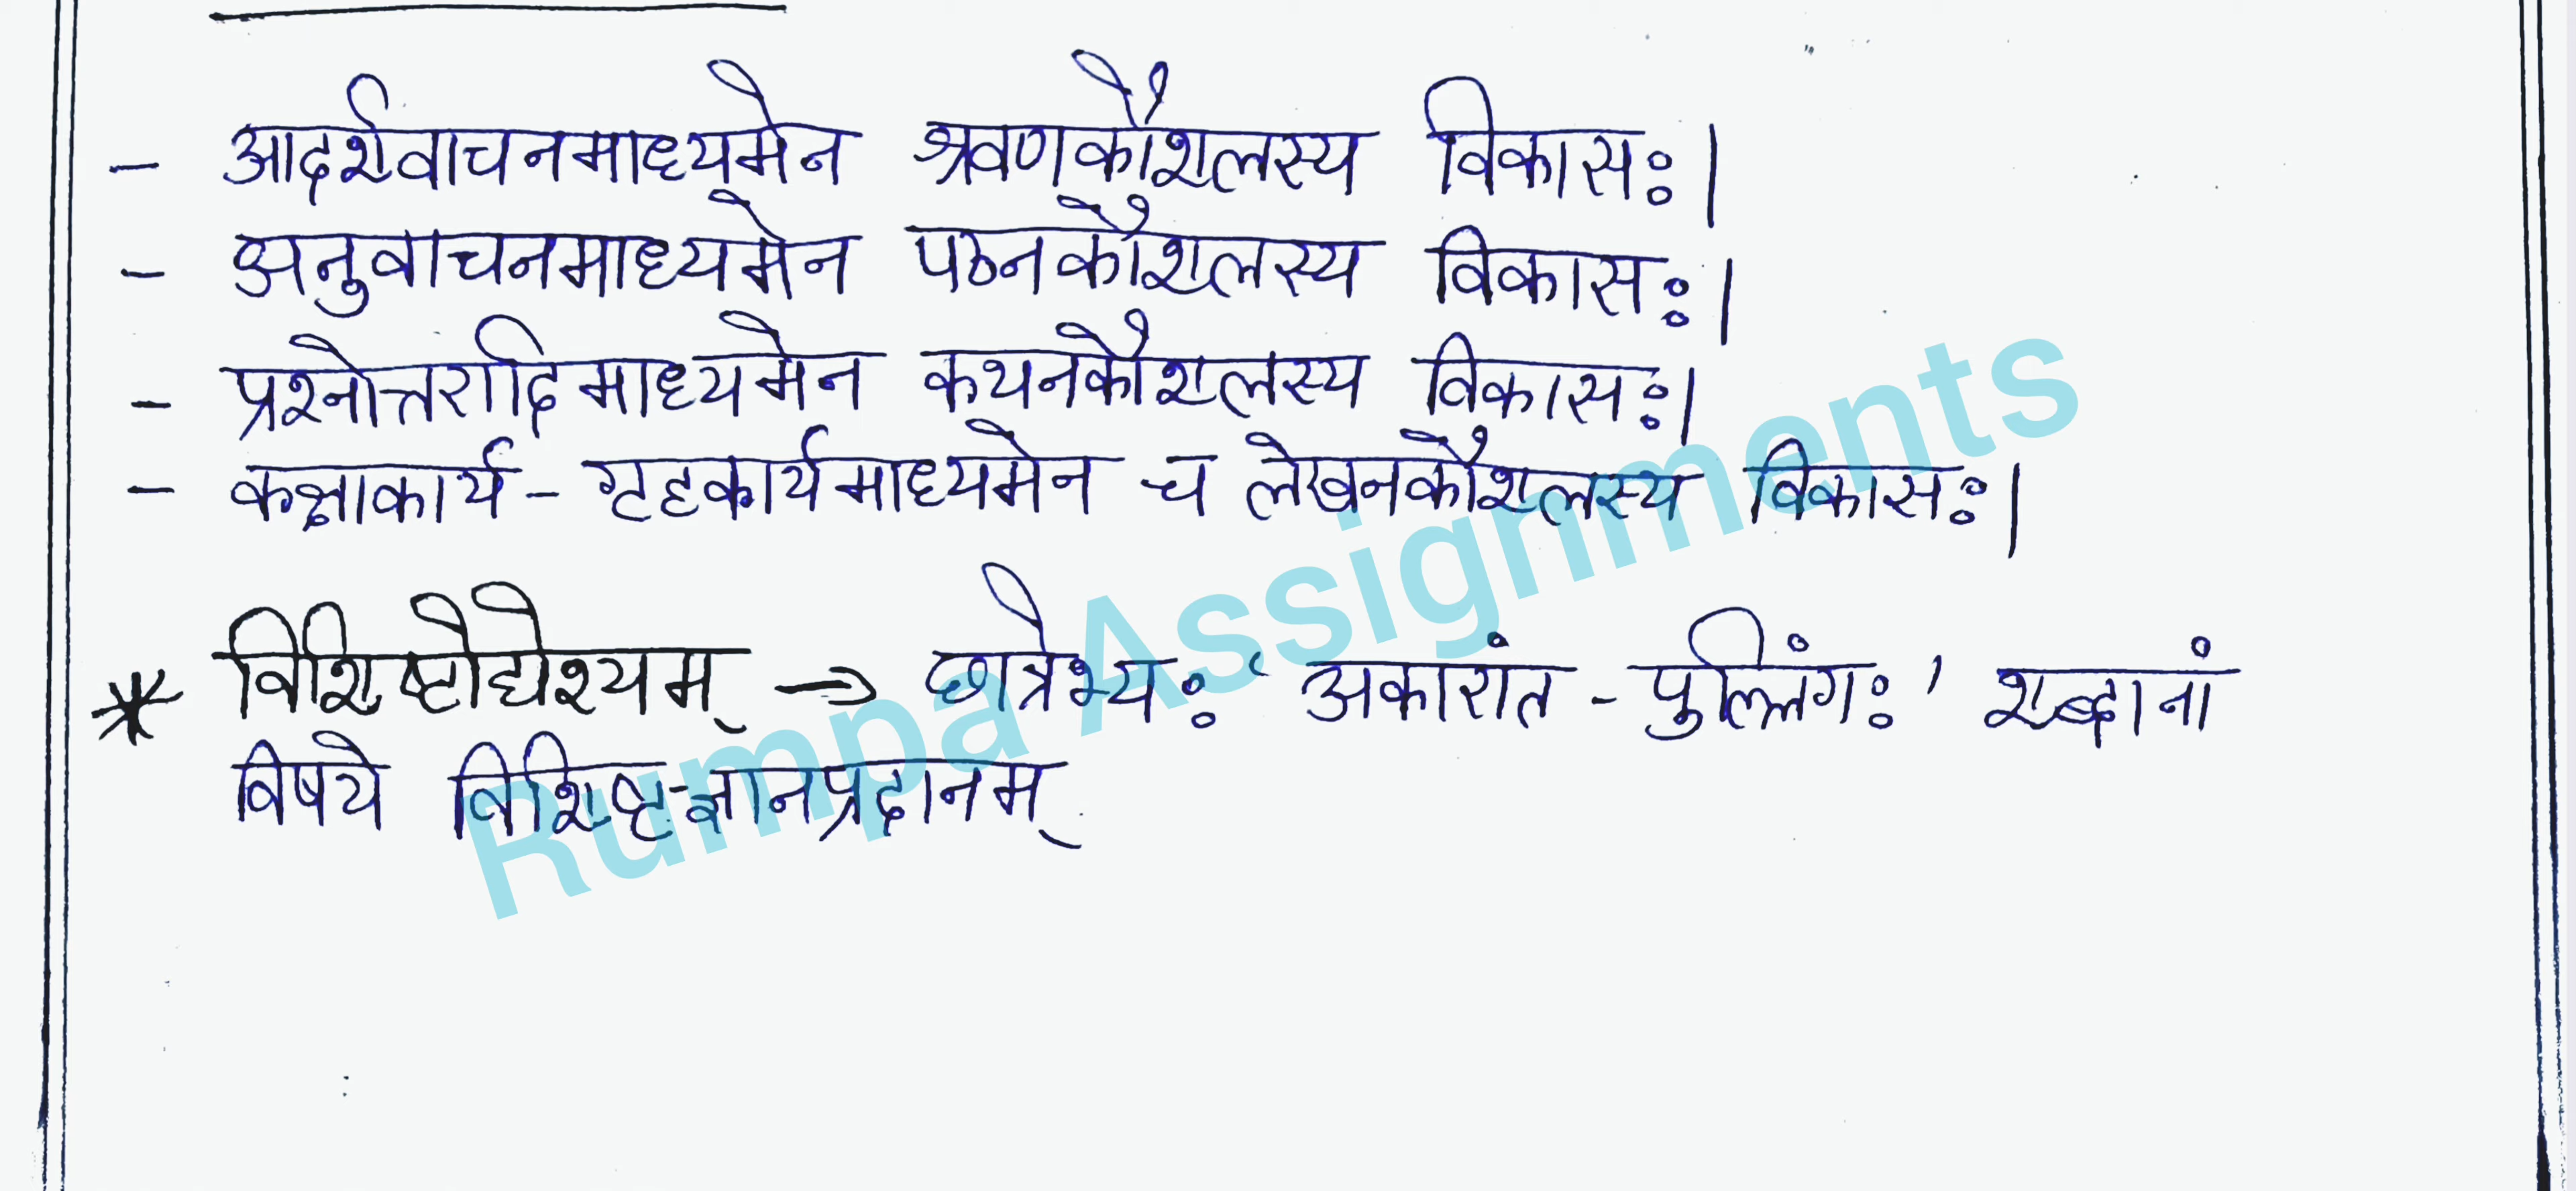 - आदर्शवाचनमाध्यमेन श्रवणकौशलस्य विकासः।
- अनुवाचनमाध्यमेन पठनकौशलस्य विकासः।
- प्रश्नोत्तरादिमाध्यमेन कथनकौशलस्य विकासः।
- कक्षाकार्य - गृहकार्यमाध्यमेन च लेखनकौशलस्य विकासः।
* विशिष्टोद्येश्यम् → छात्रेभ्यः 'अकारांत - पुल्लिंगः' शब्दानां
विषये विशिष्ट-ज्ञानप्रदानम्
Rumpa Assignments